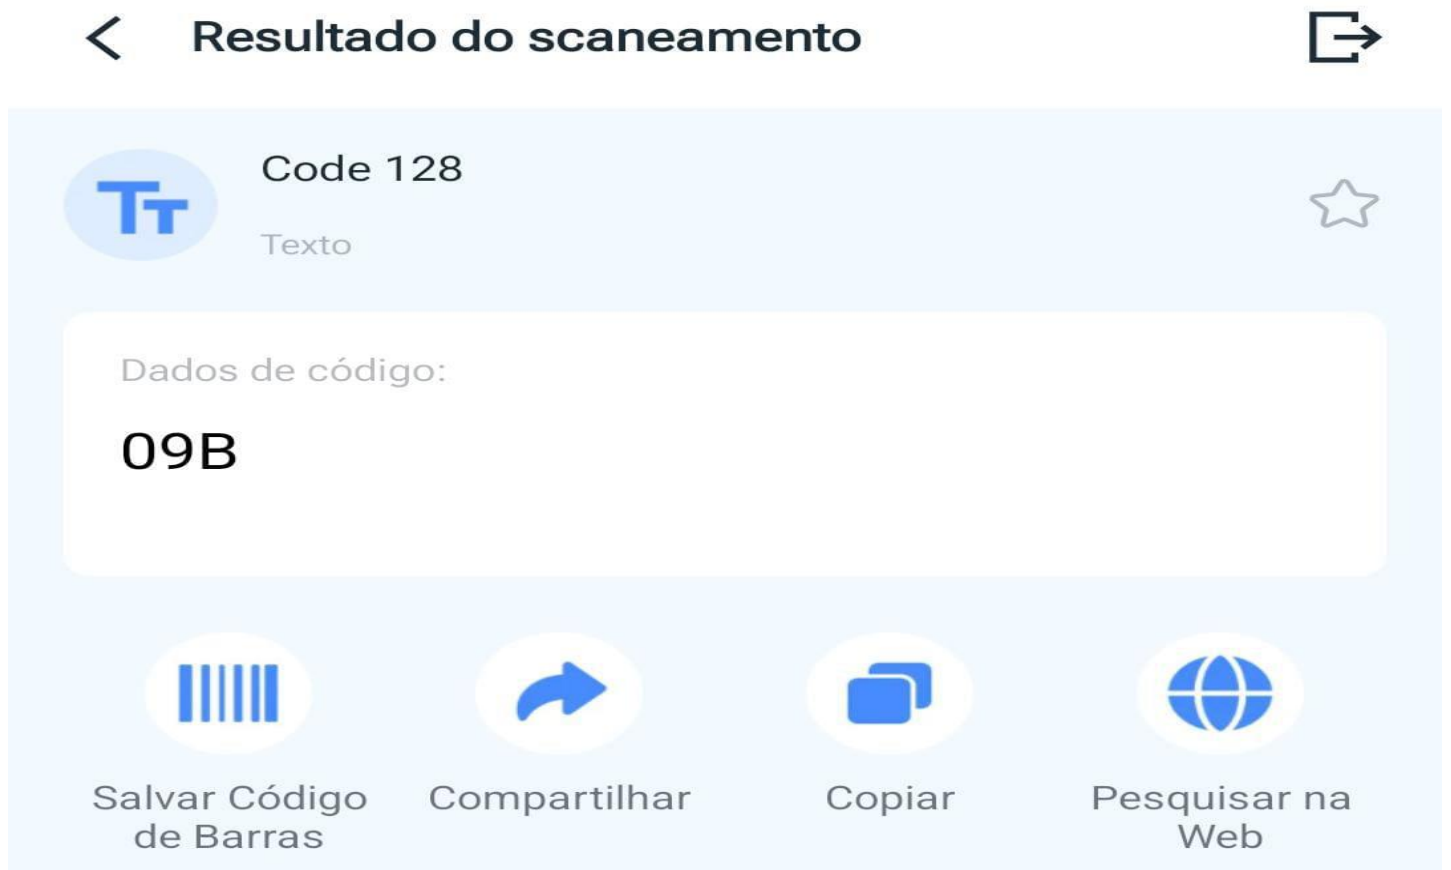 Resultado do scaneamento
Code 128
Texto
Dados de código:
09B
Salvar Código de Barras
Compartilhar
Copiar
Pesquisar na Web